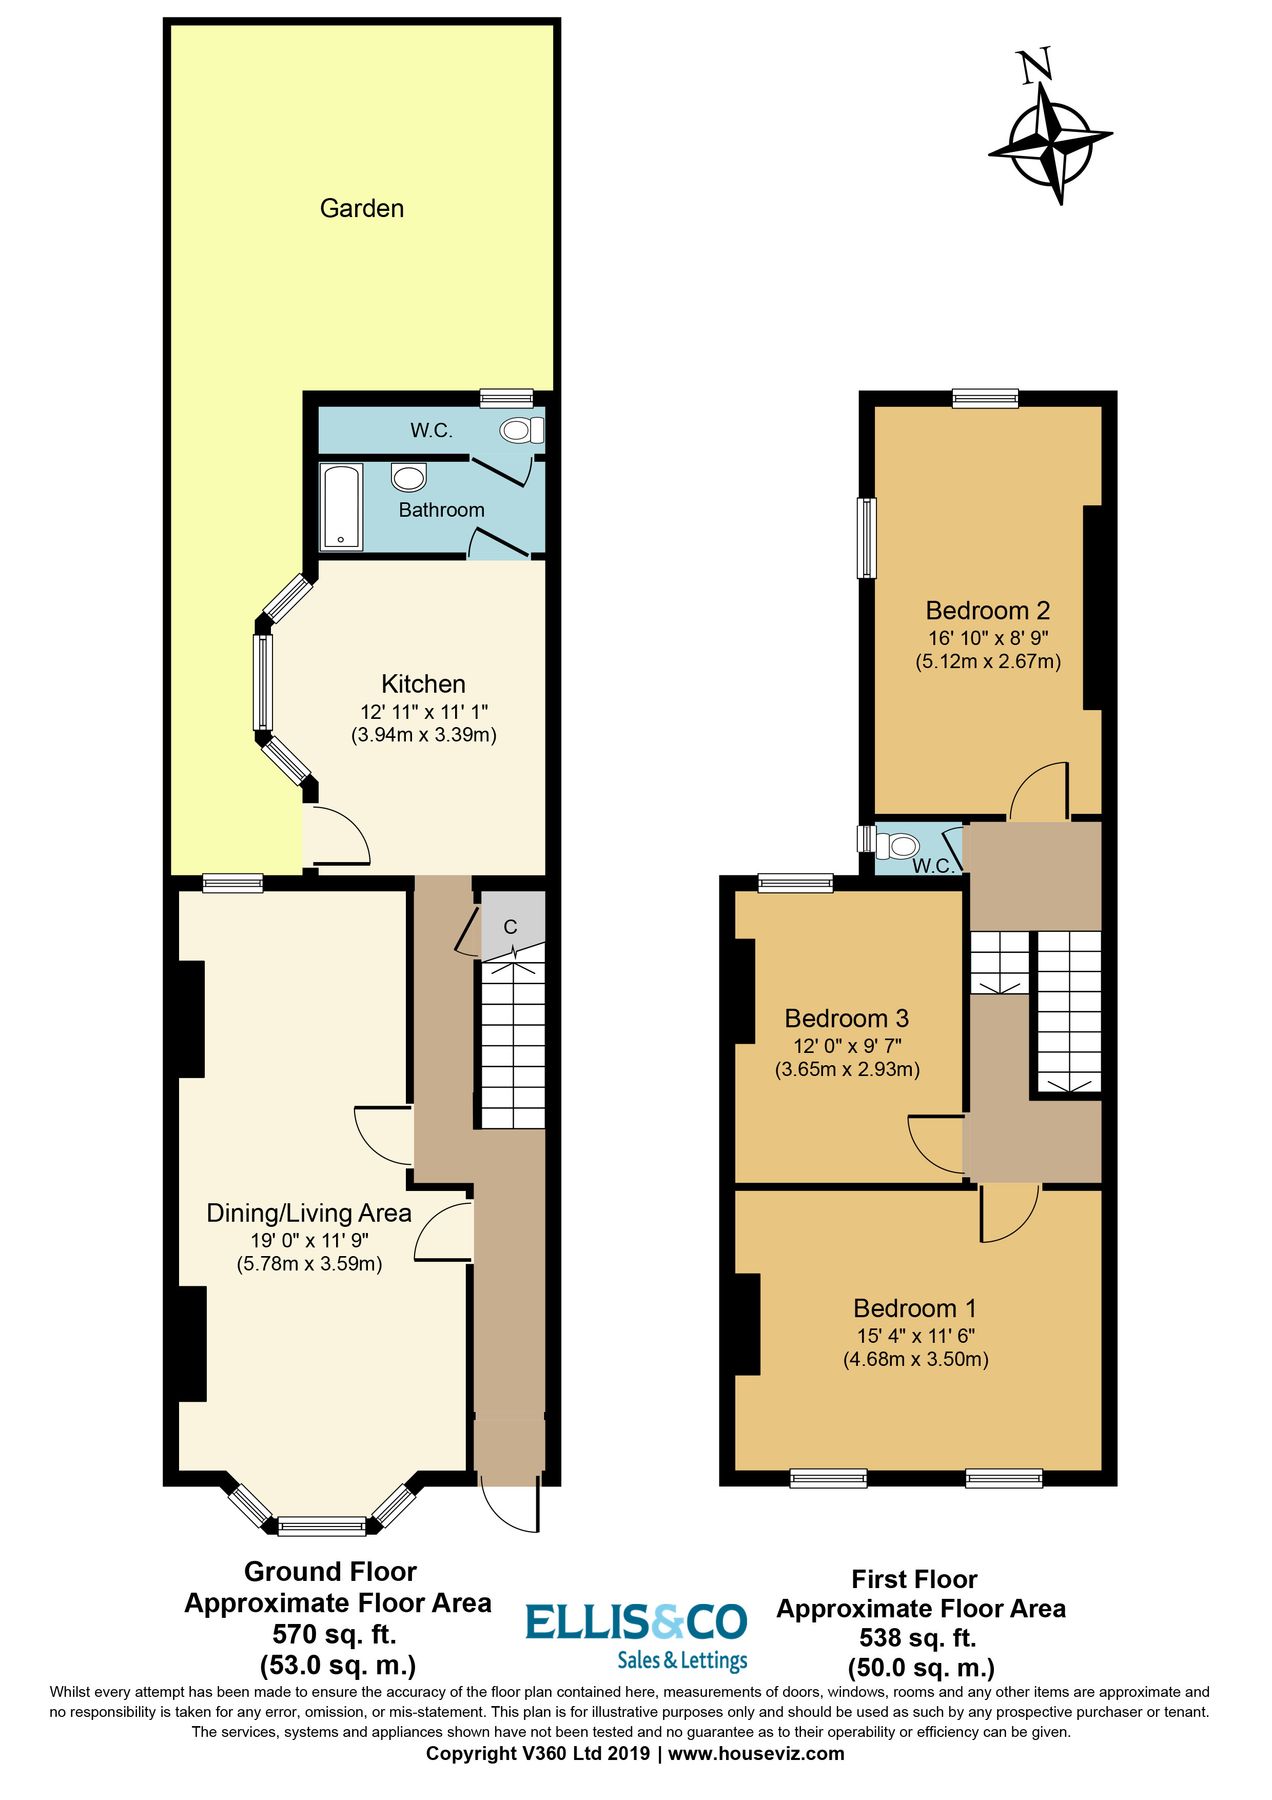 N
Garden
W.C.
Bathroom
Kitchen
12' 11" x 11' 1"
(3.94m x 3.39m)
C
Dining/Living Area
19' 0" x 11' 9"
(5.78m x 3.59m)
Bedroom 2
16' 10" x 8' 9"
(5.12m x 2.67m)
W.C.
Bedroom 3
12' 0" x 9' 7"
(3.65m x 2.93m)
Bedroom 1
15' 4" x 11' 6"
(4.68m x 3.50m)
Ground Floor
Approximate Floor Area
570 sq. ft.
(53.0 sq. m.)
ELLIS&CO
Sales & Lettings
First Floor
Approximate Floor Area
538 sq. ft.
(50.0 sq. m.)
Whilst every attempt has been made to ensure the accuracy of the floor plan contained here, measurements of doors, windows, rooms and any other items are approximate and
no responsibility is taken for any error, omission, or mis-statement. This plan is for illustrative purposes only and should be used as such by any prospective purchaser or tenant.
The services, systems and appliances shown have not been tested and no guarantee as to their operability or efficiency can be given.
Copyright V360 Ltd 2019 | www.houseviz.com